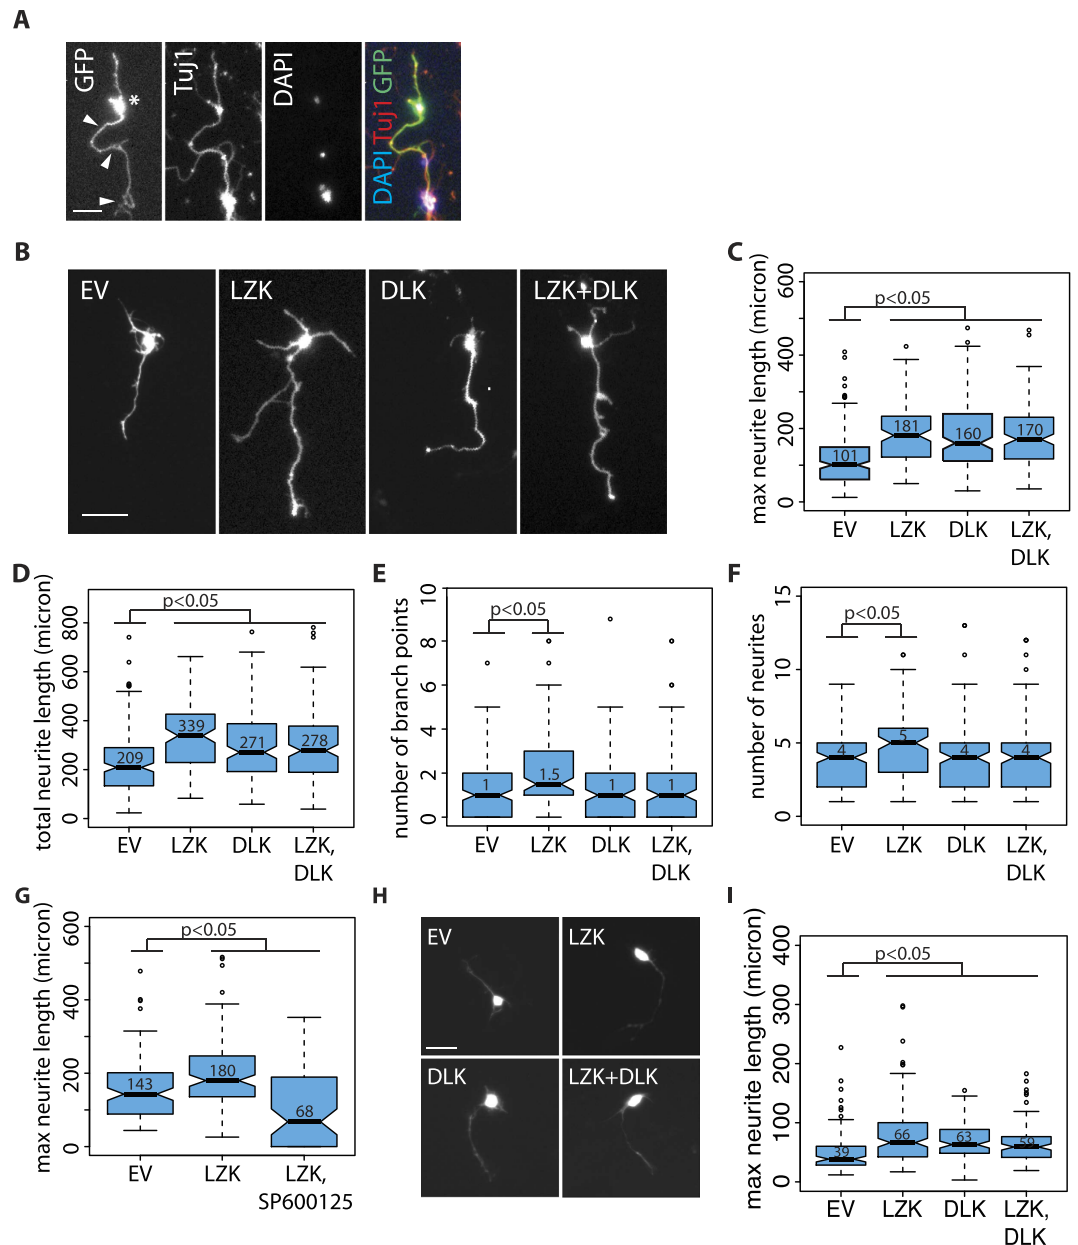 A
GFP
*
Tuj1
DAPI
DAPI Tuj1 GFP
B
EV
LZK
DLK
LZK+DLK
C
max neurite length (micron)
0
200
400
600
p<0.05
101
181
160
170
EV
LZK
DLK
LZK,
DLK
D
total neurite length (micron)
0
200
400
600
800
p<0.05
209
339
271
278
EV
LZK
DLK
LZK,
DLK
E
number of branch points
0
2
4
6
8
10
p<0.05
1
1.5
1
1
EV
LZK
DLK
LZK,
DLK
F
number of neurites
0
5
10
15
p<0.05
4
5
4
4
EV
LZK
DLK
LZK,
DLK
G
max neurite length (micron)
0
200
400
600
p<0.05
143
180
68
EV
LZK
LZK,
SP600125
H
EV
LZK
DLK
LZK+DLK
I
max neurite length (micron)
0
100
200
300
400
p<0.05
39
66
63
59
EV
LZK
DLK
LZK,
DLK